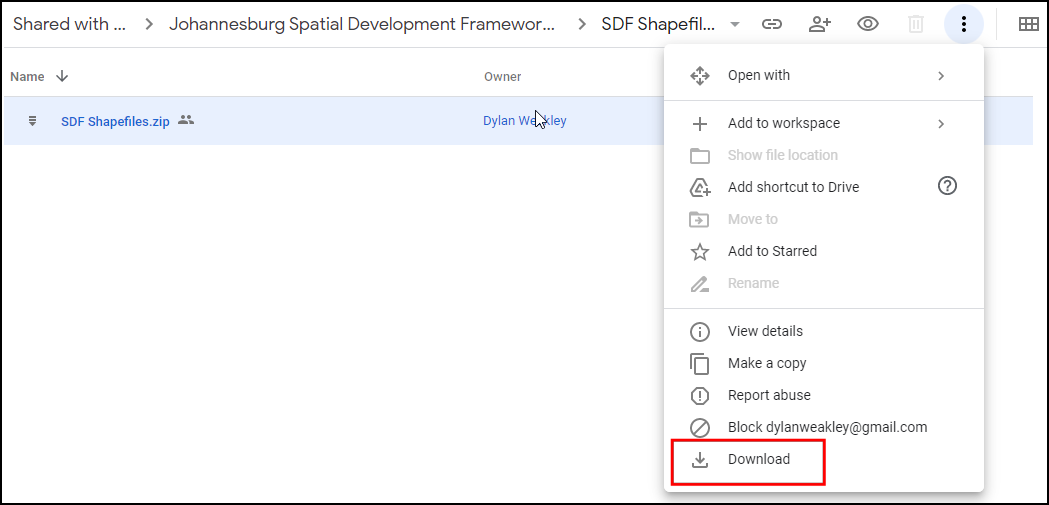 Shared with ... > Johannesburg Spatial Development Framewor... > SDF Shapefil...
Name Owner
SDF Shapefiles.zip Dylan Weakley
Open with
Add to workspace
Show file location
Add shortcut to Drive
Move to
Add to Starred
Rename
View details
Make a copy
Report abuse
Block dylanweakley@gmail.com
Download